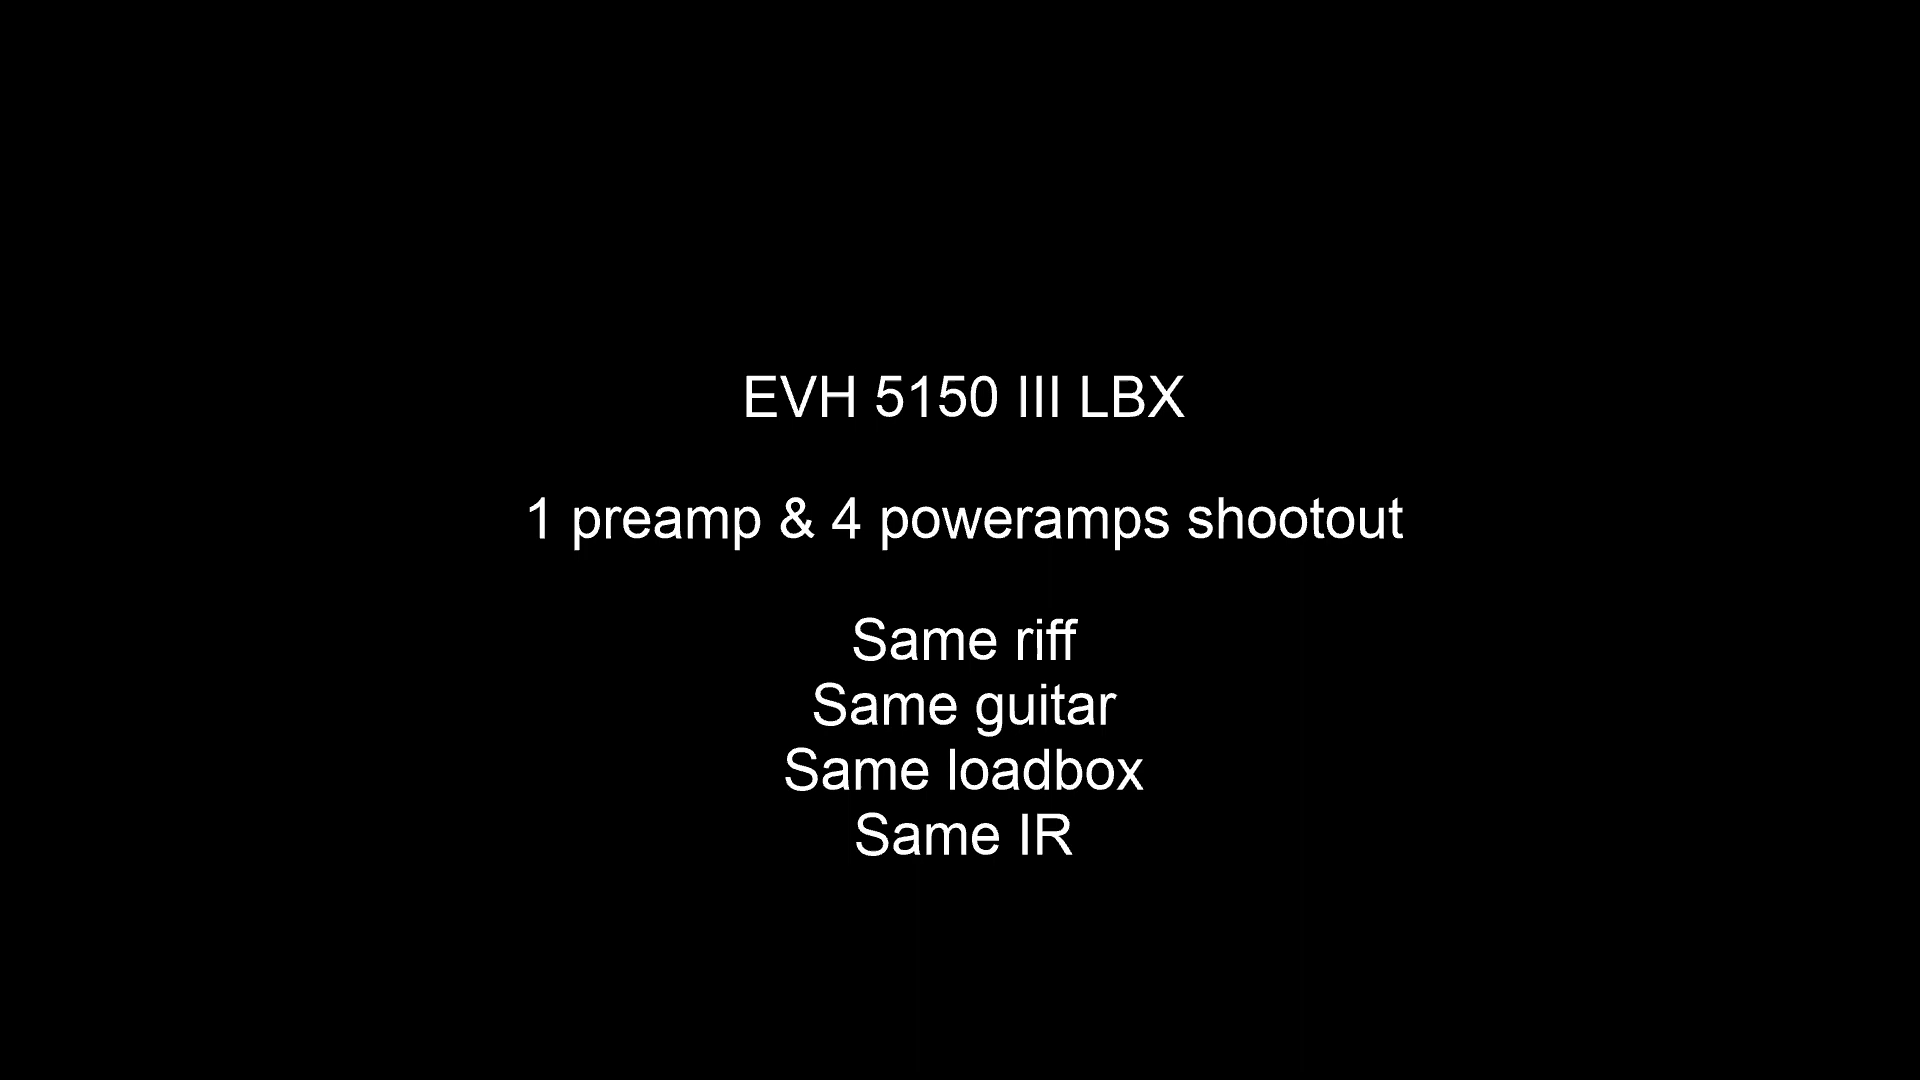 EVH 5150 III LBX
1 preamp & 4 poweramps shootout
Same riff
Same guitar
Same loadbox
Same IR